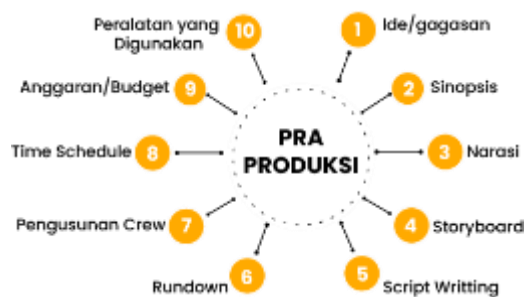 PRA
PRODUKSI
1
Ide/gagasan
2
Sinopsis
3
Narasi
4
Storyboard
5
Script Writting
6
Rundown
7
Pengusunan Crew
8
Time Schedule
9
Anggaran/Budget
10
Peralatan yang
Digunakan